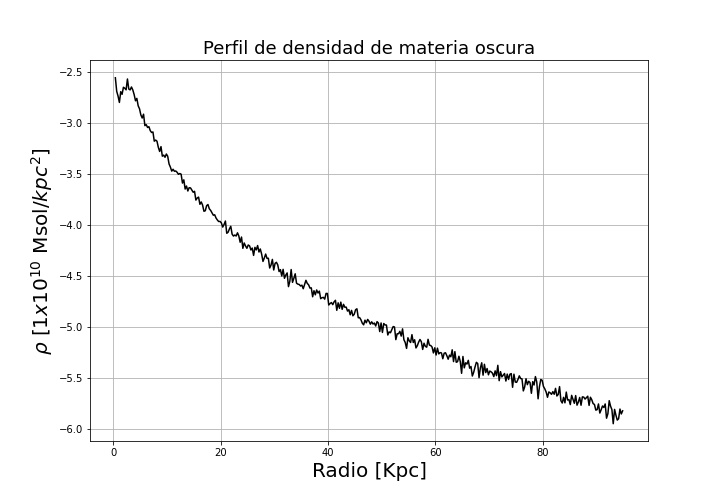 Perfil de densidad de materia oscura
−2.5
−3.0
−3.5
−4.0
−4.5
−5.0
−5.5
−6.0
ρ [1x10¹⁰ Msol/kpc²]
0 20 40 60 80
Radio [Kpc]